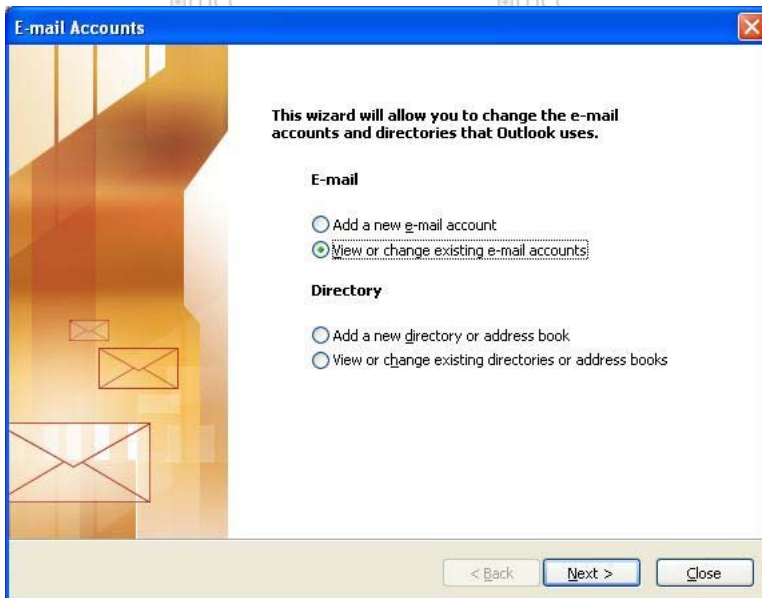 E-mail Accounts
This wizard will allow you to change the e-mail
accounts and directories that Outlook uses.
E-mail
Add a new e-mail account
View or change existing e-mail accounts
Directory
Add a new directory or address book
View or change existing directories or address books
< Back
Next >
Close